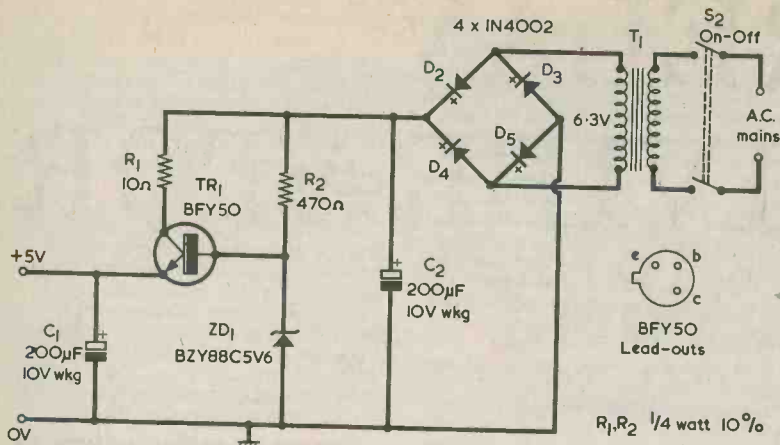 4 x IN4002
S2
On-Off
T1
D2
D3
6·3V
A.C.
mains
D4
D5
R1
10Ω
TR1
BFY50
R2
470Ω
+5V
C1
200µF
10V wkg
ZD1
BZY88C5V6
+
C2
200µF
10V wkg
+
e
b
c
BFY50
Lead-outs
0V
R1,R2 1/4 watt 10%